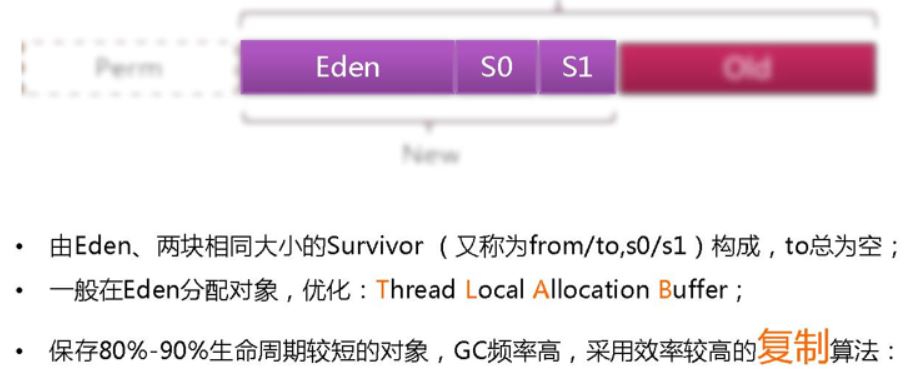 Perm Eden S0 S1 Old
New
• 由Eden、两块相同大小的Survivor （又称为from/to,s0/s1）构成，to总为空；
• 一般在Eden分配对象，优化：Thread Local Allocation Buffer；
• 保存80%-90%生命周期较短的对象，GC频率高，采用效率较高的复制算法：